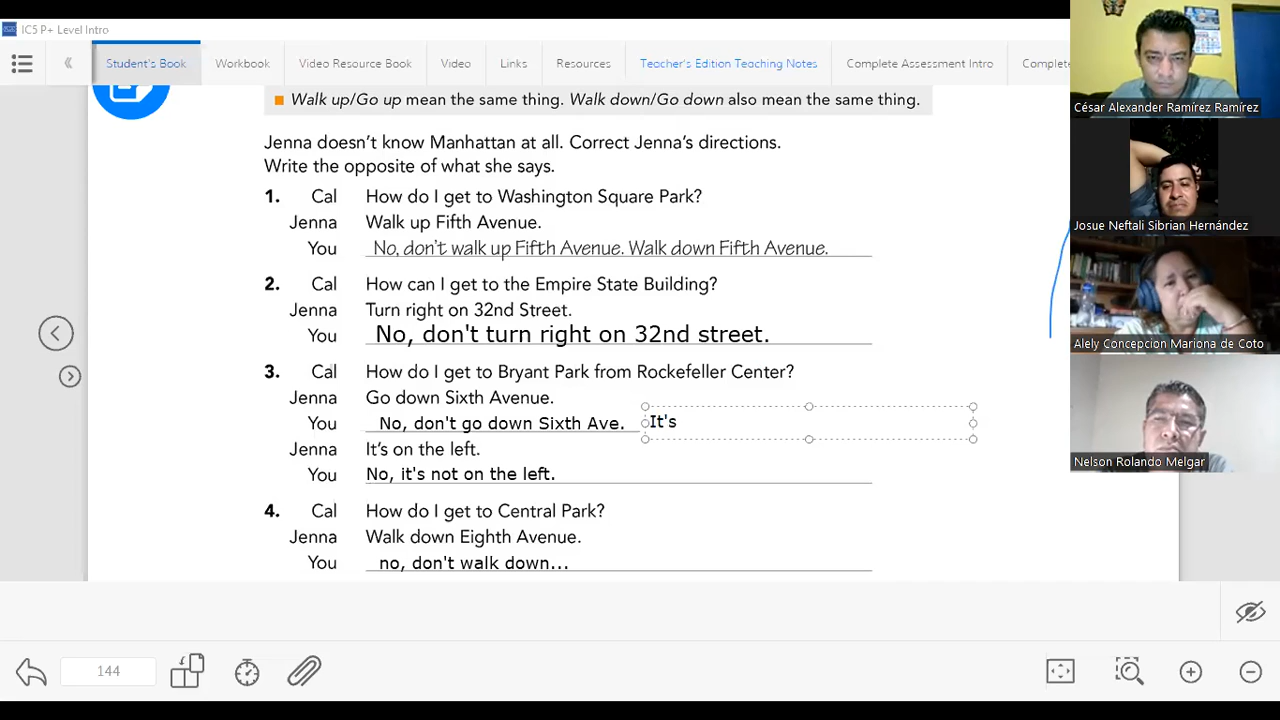 IC5 P+ Level Intro
Student's Book Workbook Video Resource Book Video Link Resources Teacher's Edition Teaching Notes Complete Assessment Intro Complete
Walk up/Go up mean the same thing. Walk down/Go down also mean the same thing.
Jenna doesn't know Manhattan at all. Correct Jenna's directions.
Write the opposite of what she says.
1. Cal How do I get to Washington Square Park?
Jenna Walk up Fifth Avenue.
You No, don't walk up Fifth Avenue. Walk down Fifth Avenue.
2. Cal How can I get to the Empire State Building?
Jenna Turn right on 32nd Street.
You No, don't turn right on 32nd street.
3. Cal How do I get to Bryant Park from Rockefeller Center?
Jenna Go down Sixth Avenue.
You No, don't go down Sixth Ave. It's
Jenna It's on the left.
You No, it's not on the left.
4. Cal How do I get to Central Park?
Jenna Walk down Eighth Avenue.
You no, don't walk down...
144
César Alexander Ramírez Ramírez
Josue Neftali Sibrian Hernández
Alely Concepcion Mariona de Coto
Nelson Rolando Melgar